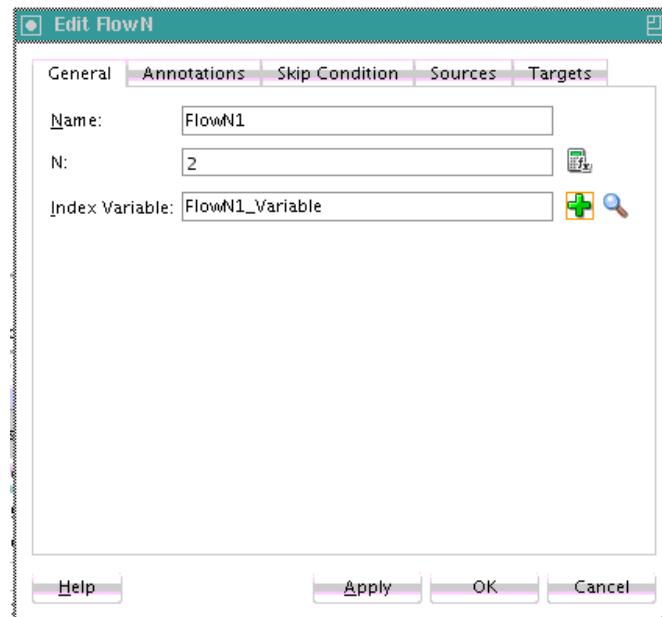 Edit FlowN
General Annotations Skip Condition Sources Targets
Name: FlowN1
N: 2
Index Variable: FlowN1_Variable
Help Apply OK Cancel